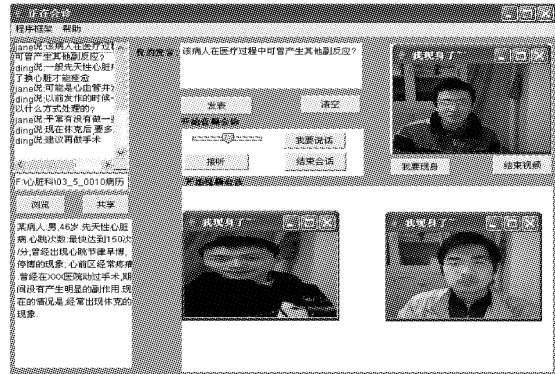 正在会诊
程序框架 帮助
jane说:该病人在医疗过程
可曾产生其他副反应?
ding说:一般先天性心脏
了换心脏才能痊愈
jane说:可能是心血管并
ding说:以前发作的时候
以什么方式处理的?
jane说:平常有没有做一
ding说:现在休克后,要多
ding说:建议再做手术
F:\心脏科\03_5_0010病历
浏览
共享
某病人,男,46岁,先天性心脏
病,心跳次数:最快达到150次
/分,曾经出现心跳节律早搏,
停博的现象,心前区经常疼痛
,曾经在XXX医院动过手术,期
间没有产生明显的副作用.现
在的情况是,经常出现休克的
现象.
我的发言:
该病人在医疗过程中可曾产生其他副反应?
发表
清空
开始音频会诊
我要说话
接听
结束会话
开始视频会诊
我现身了~
我要现身
结束视频
我现身了~
我现身了~